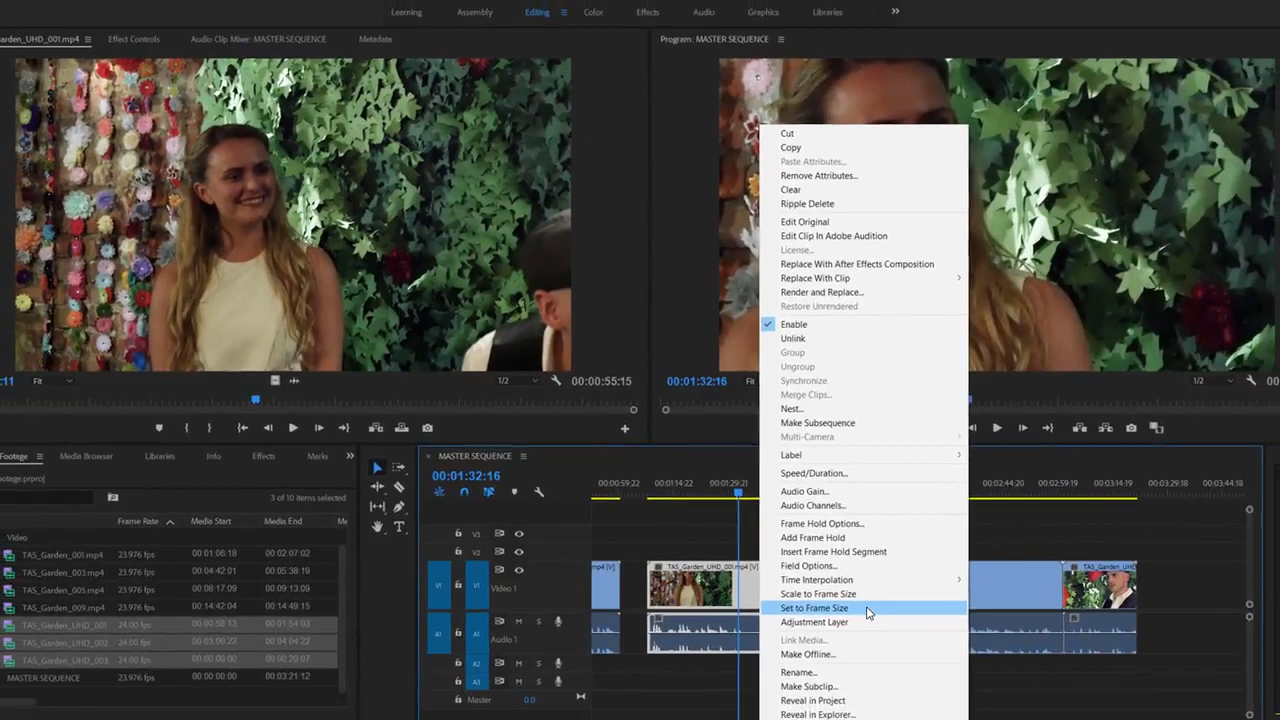 Learning Assembly Editing Color Effects Audio Graphics Libraries
arden_UHD_001.mp4 Effect Controls Audio Clip Mixer: MASTER SEQUENCE Metadata
Program: MASTER SEQUENCE
:11 Fit 1/2 00:00:55:15
00:01:32:16 Fit 1/2 00
Cut
Copy
Paste Attributes...
Remove Attributes...
Clear
Ripple Delete
Edit Original
Edit Clip In Adobe Audition
License...
Replace With After Effects Composition
Replace With Clip
Render and Replace...
Restore Unrendered
Enable
Unlink
Group
Ungroup
Synchronize
Merge Clips...
Nest...
Make Subsequence
Multi-Camera
Label
Speed/Duration...
Audio Gain...
Audio Channels...
Frame Hold Options...
Add Frame Hold
Insert Frame Hold Segment
Field Options...
Time Interpolation
Scale to Frame Size
Set to Frame Size
Adjustment Layer
Link Media...
Make Offline...
Rename...
Make Subclip...
Reveal in Project
Reveal in Explorer...
Footage Media Browser Libraries Info Effects Marks
ootage.prproj
3 of 10 items selected
Frame Rate Media Start Media End Me
Video
TAS_Garden_001.mp4 23.976 fps 00:01:06:18 00:02:07:02
TAS_Garden_003.mp4 23.976 fps 00:04:42:01 00:05:38:19
TAS_Garden_005.mp4 23.976 fps 00:08:17:09 00:09:13:09
TAS_Garden_009.mp4 23.976 fps 00:14:42:04 00:14:49:15
TAS_Garden_UHD_001 24.00 fps 00:00:58:13 00:01:54:03
TAS_Garden_UHD_002 24.00 fps 00:03:06:22 00:04:04:22
TAS_Garden_UHD_003 24.00 fps 00:00:00:00 00:00:20:07
MASTER SEQUENCE 23.976 fps 00:00:00:00 00:03:21:12
MASTER SEQUENCE
00:01:32:16
00:00:59:22 00:01:14:22 00:01:29:21 00:02:44:20 00:02:59:19 00:03:14:19 00:03:29:18 00:03:44:18
V3
V2
V1 V1 Video 1
mp4 [V] TAS_Garden_UHD_001.mp4 [V] TAS_Garden_UHD
A1 A1 M S Audio 1
A2 M S
A3 M S
Master 0.0